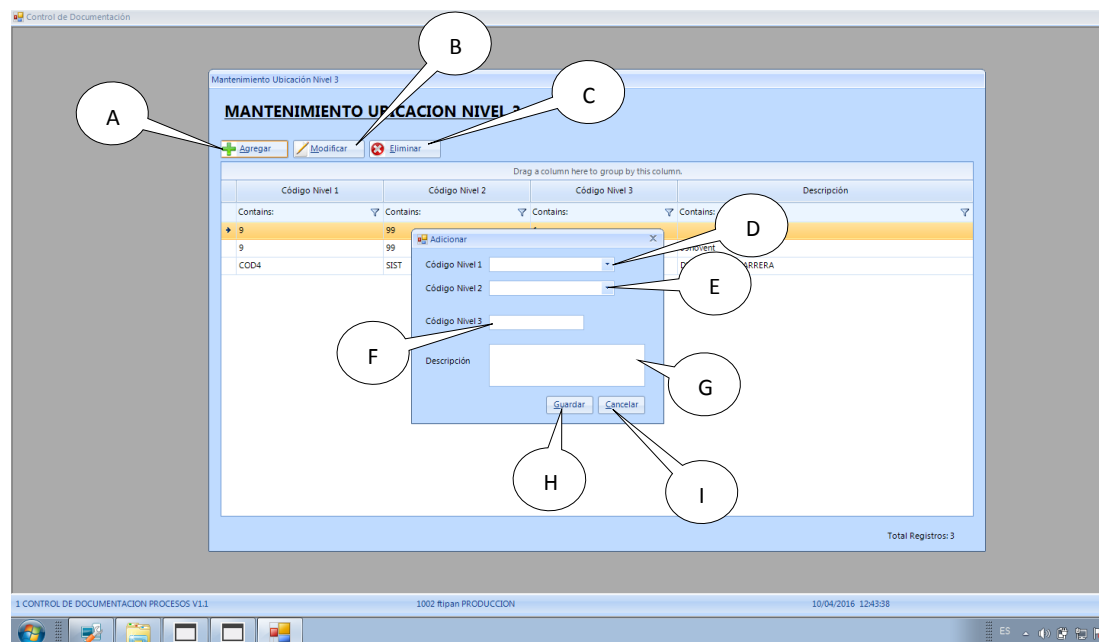 Control de Documentación
B
Mantenimiento Ubicación Nivel 3
C
A
MANTENIMIENTO UBICACION NIVEL 3
Agregar Modificar Eliminar
Drag a column here to group by this column.
Código Nivel 1 Código Nivel 2 Código Nivel 3 Descripción
Contains: Contains: Contains: Contains:
9 99
D
Adicionar
9 99
COD4 SIST ARRERA
Código Nivel 1
E
Código Nivel 2
Código Nivel 3
F
Descripción
G
Guardar Cancelar
H
I
Total Registros: 3
1 CONTROL DE DOCUMENTACION PROCESOS V1.1 1002 ftipan PRODUCCION 10/04/2016 12:43:38
ES